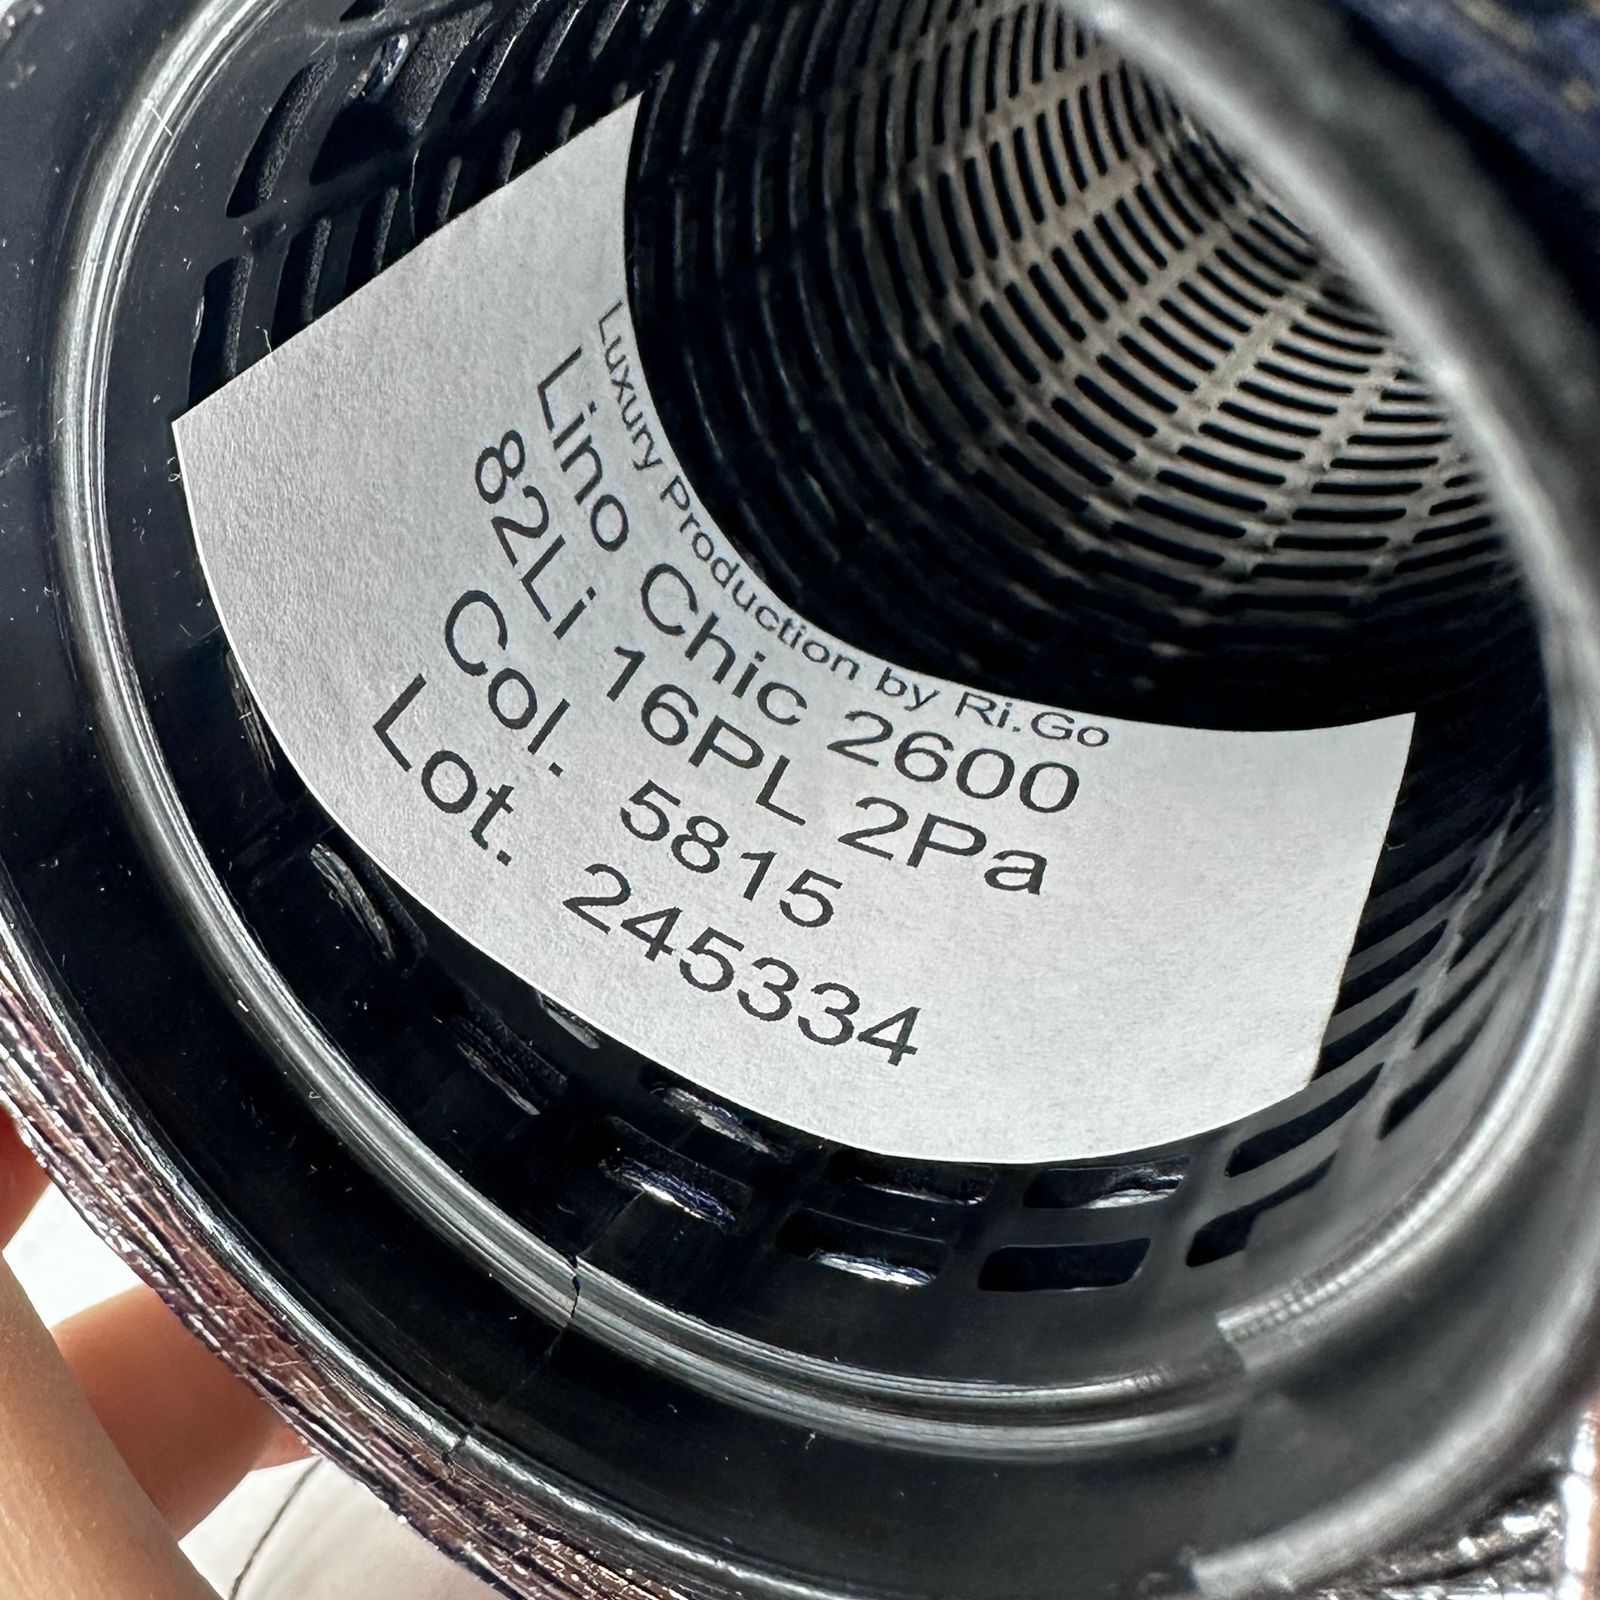 Luxury Production by Ri.Go
Lino Chic 2600
82Li 16PL 2Pa
Col. 5815
Lot. 245334